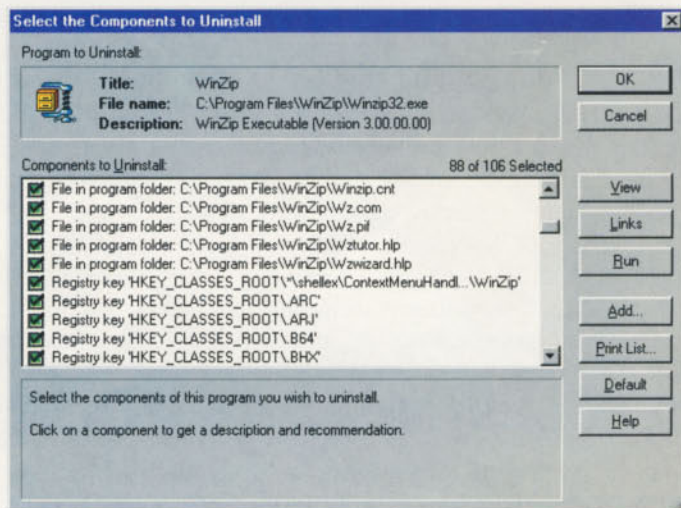 Select the Components to Uninstall
Program to Uninstall:
Title: WinZip
File name: C:\Program Files\WinZip\Winzip32.exe
Description: WinZip Executable (Version 3.00.00.00)
OK
Cancel
Components to Uninstall:
88 of 106 Selected
File in program folder: C:\Program Files\WinZip\Winzip.cnt
File in program folder: C:\Program Files\WinZip\Wz.com
File in program folder: C:\Program Files\WinZip\Wz.pif
File in program folder: C:\Program Files\WinZip\Wztutor.hlp
File in program folder: C:\Program Files\WinZip\Wzwizard.hlp
Registry key 'HKEY_CLASSES_ROOT\*\shellex\ContextMenuHandl...\WinZip'
Registry key 'HKEY_CLASSES_ROOT\.ARC'
Registry key 'HKEY_CLASSES_ROOT\.ARJ'
Registry key 'HKEY_CLASSES_ROOT\.B64'
Registry key 'HKEY_CLASSES_ROOT\.BHX'
View
Links
Run
Add...
Print List...
Default
Help
Select the components of this program you wish to uninstall.
Click on a component to get a description and recommendation.